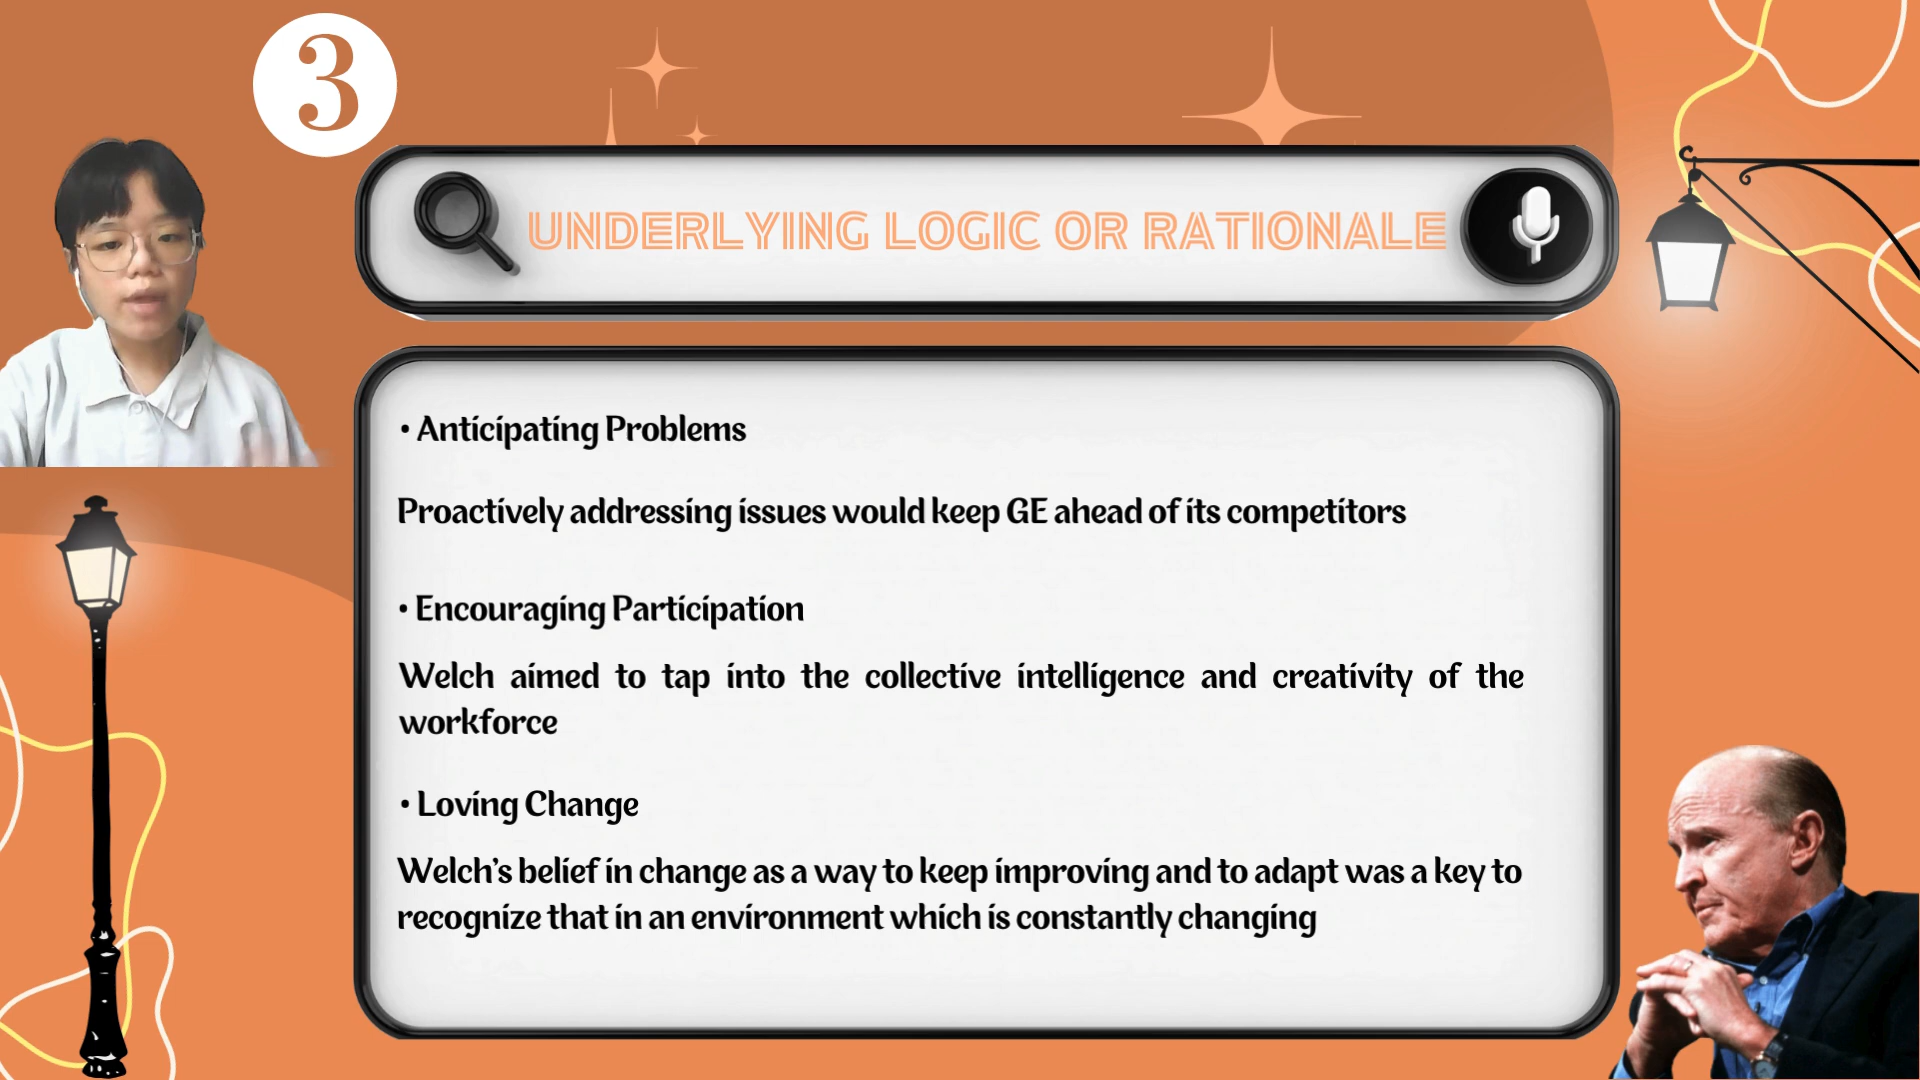 3
UNDERLYING LOGIC OR RATIONALE
• Anticipating Problems
Proactively addressing issues would keep GE ahead of its competitors
• Encouraging Participation
Welch aimed to tap into the collective intelligence and creativity of the
workforce
• Loving Change
Welch's belief in change as a way to keep improving and to adapt was a key to
recognize that in an environment which is constantly changing